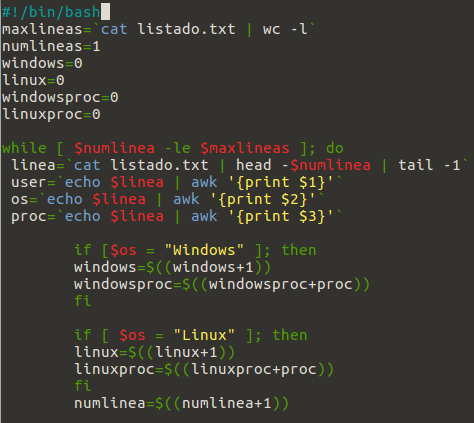 #!/bin/bash
maxlineas=`cat listado.txt | wc -l`
numlineas=1
windows=0
linux=0
windowsproc=0
linuxproc=0

while [ $numlinea -le $maxlineas ]; do
 linea=`cat listado.txt | head -$numlinea | tail -1`
 user=`echo $linea | awk '{print $1}'`
 os=`echo $linea | awk '{print $2}'`
 proc=`echo $linea | awk '{print $3}'`

        if [$os = "Windows" ]; then
        windows=$((windows+1))
        windowsproc=$((windowsproc+proc))
        fi

        if [ $os = "Linux" ]; then
        linux=$((linux+1))
        linuxproc=$((linuxproc+proc))
        fi
        numlinea=$((numlinea+1))